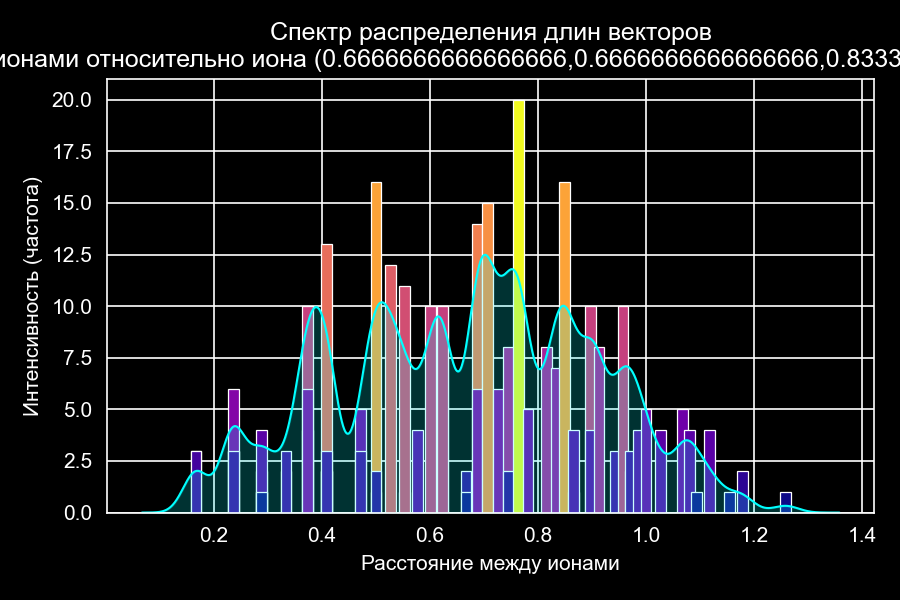 Спектр распределения длин векторов
ионами относительно иона (0.6666666666666666,0.6666666666666666,0.8333
Интенсивность (частота)
20.0
17.5
15.0
12.5
10.0
7.5
5.0
2.5
0.0
0.2 0.4 0.6 0.8 1.0 1.2 1.4
Расстояние между ионами